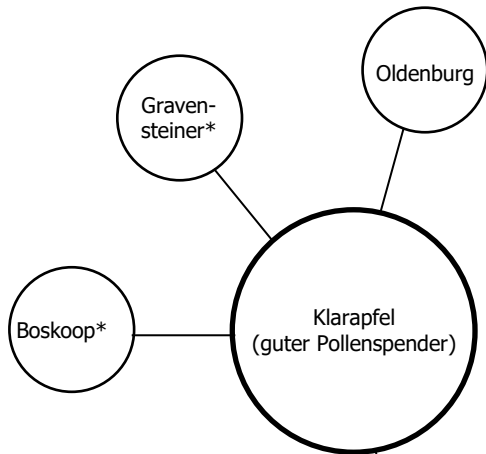 Oldenburg
Graven-
steiner*
Klarapfel
(guter Pollenspender)
Boskoop*